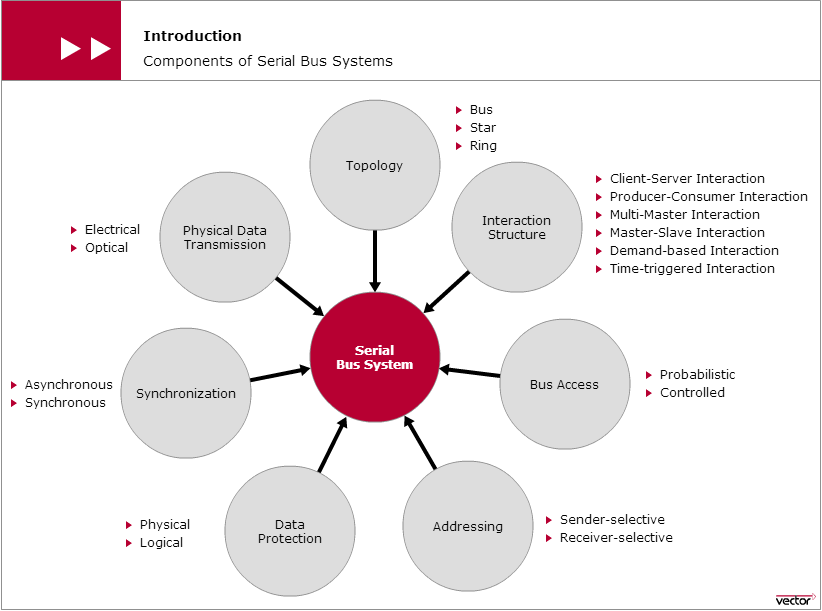 Introduction
Components of Serial Bus Systems
Topology
Bus
Star
Ring
Interaction
Structure
Client-Server Interaction
Producer-Consumer Interaction
Multi-Master Interaction
Master-Slave Interaction
Demand-based Interaction
Time-triggered Interaction
Physical Data
Transmission
Electrical
Optical
Serial
Bus System
Bus Access
Probabilistic
Controlled
Synchronization
Asynchronous
Synchronous
Data
Protection
Physical
Logical
Addressing
Sender-selective
Receiver-selective
vector